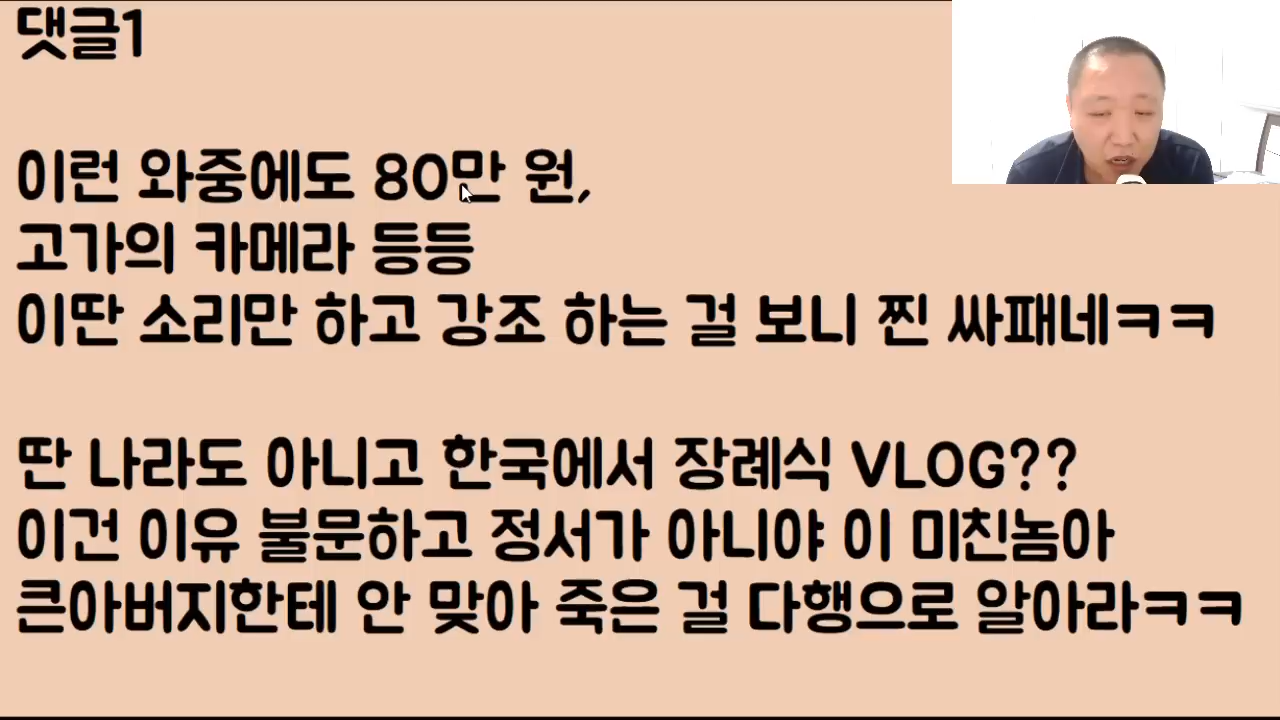 댓글1
이런 와중에도 80만 원,
고가의 카메라 등등
이딴 소리만 하고 강조 하는 걸 보니 찐 싸패네ㅋㅋ
딴 나라도 아니고 한국에서 장례식 VLOG??
이건 이유 불문하고 정서가 아니야 이 미친놈아
큰아버지한테 안 맞아 죽은 걸 다행으로 알아라ㅋㅋ